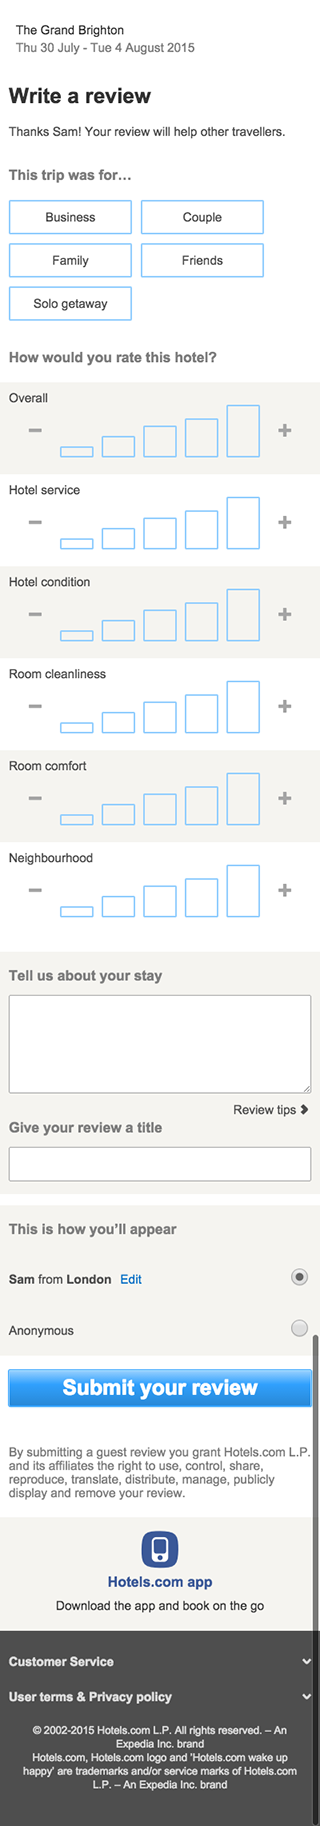 The Grand Brighton
Thu 30 July - Tue 4 August 2015
Write a review
Thanks Sam! Your review will help other travellers.
This trip was for…
Business
Couple
Family
Friends
Solo getaway
How would you rate this hotel?
Overall
Hotel service
Hotel condition
Room cleanliness
Room comfort
Neighbourhood
Tell us about your stay
Review tips
Give your review a title
This is how you'll appear
Sam from London Edit
Anonymous
Submit your review
By submitting a guest review you grant Hotels.com L.P.
and its affiliates the right to use, control, share,
reproduce, translate, distribute, manage, publicly
display and remove your review.
Hotels.com app
Download the app and book on the go
Customer Service
User terms & Privacy policy
© 2002-2015 Hotels.com L.P. All rights reserved. – An
Expedia Inc. brand
Hotels.com, Hotels.com logo and 'Hotels.com wake up
happy' are trademarks and/or service marks of Hotels.com
L.P. – An Expedia Inc. brand